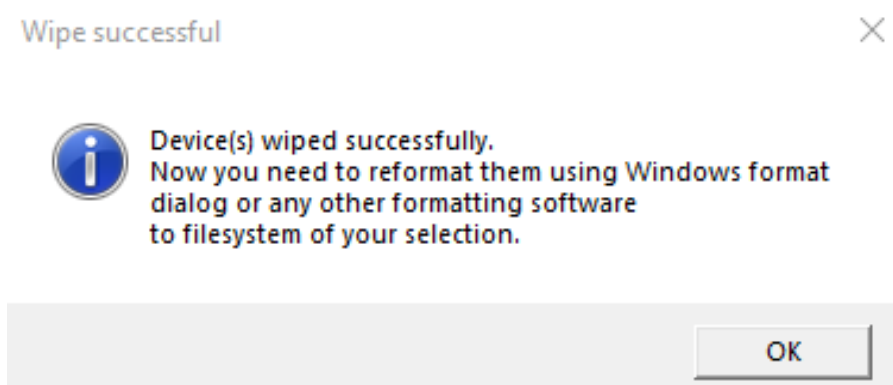 Wipe successful
Device(s) wiped successfully.
Now you need to reformat them using Windows format
dialog or any other formatting software
to filesystem of your selection.
OK